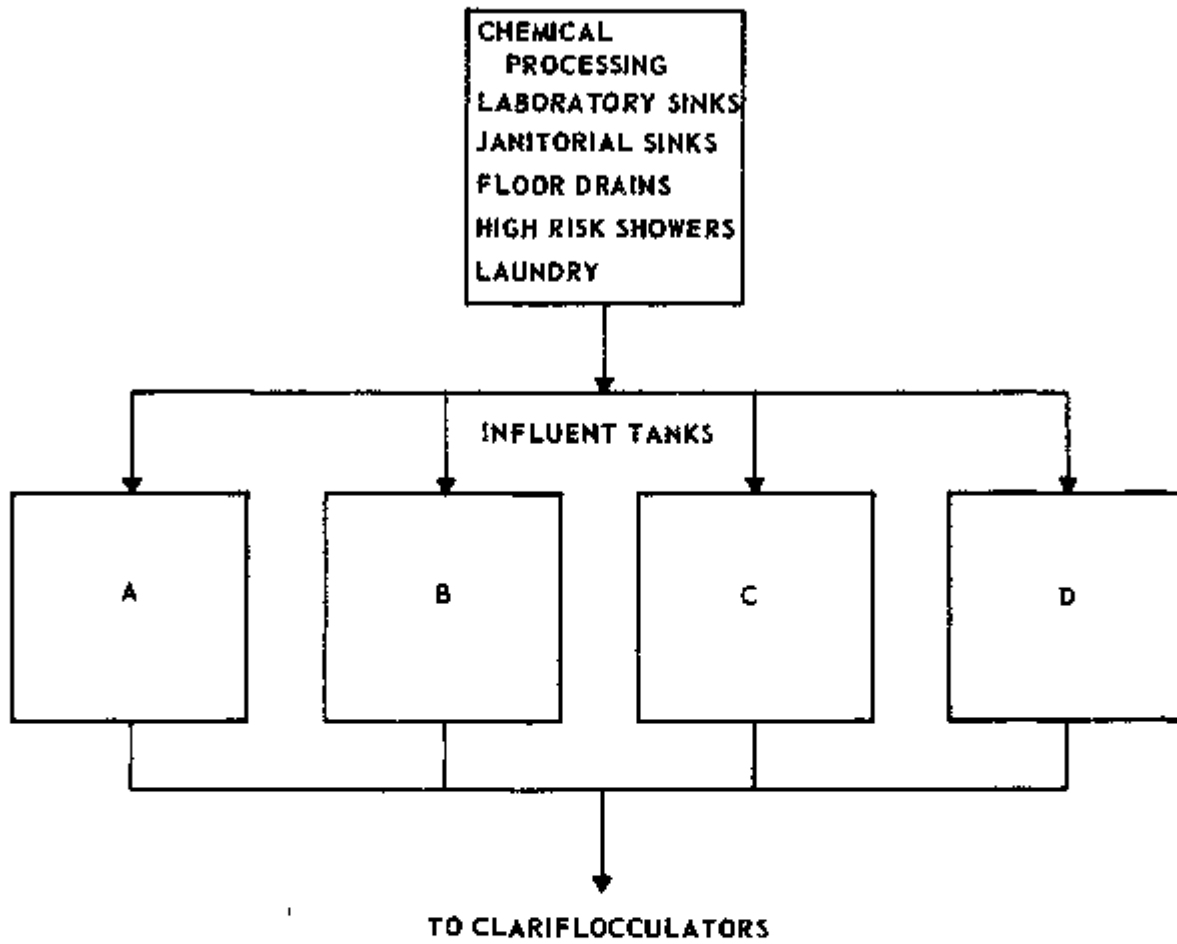 CHEMICAL
PROCESSING
LABORATORY SINKS
JANITORIAL SINKS
FLOOR DRAINS
HIGH RISK SHOWERS
LAUNDRY
INFLUENT TANKS
A
B
C
D
TO CLARIFLOCCULATORS